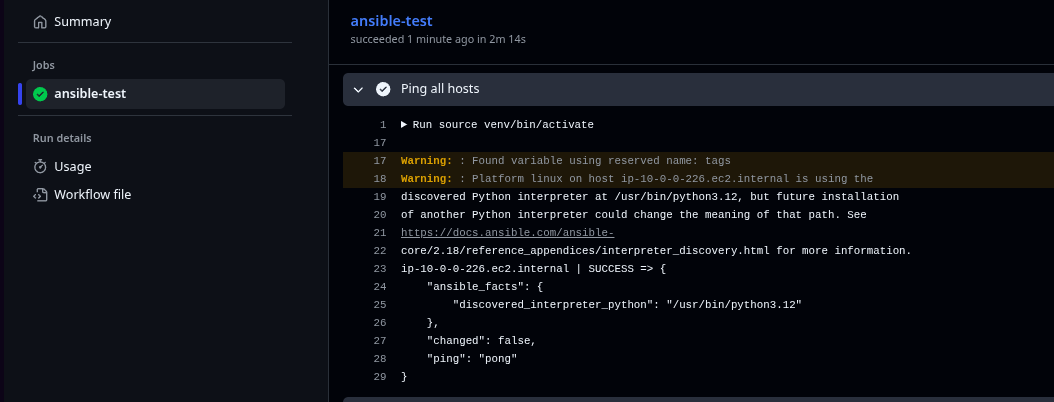 Summary
Jobs
ansible-test
Run details
Usage
Workflow file
ansible-test
succeeded 1 minute ago in 2m 14s
Ping all hosts
1 Run source venv/bin/activate
17
17 Warning: : Found variable using reserved name: tags
18 Warning: : Platform linux on host ip-10-0-0-226.ec2.internal is using the
19 discovered Python interpreter at /usr/bin/python3.12, but future installation
20 of another Python interpreter could change the meaning of that path. See
21 https://docs.ansible.com/ansible-
22 core/2.18/reference_appendices/interpreter_discovery.html for more information.
23 ip-10-0-0-226.ec2.internal | SUCCESS => {
24     "ansible_facts": {
25         "discovered_interpreter_python": "/usr/bin/python3.12"
26     },
27     "changed": false,
28     "ping": "pong"
29 }